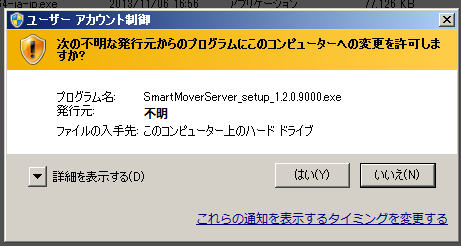 -ja-jp.exe 2013/11/06 16:56 アプリケーション 77,126 KB
ユーザー アカウント制御
次の不明な発行元からのプログラムにこのコンピューターへの変更を許可しま
すか?
プログラム名: SmartMoverServer_setup_1.2.0.9000.exe
発行元: 不明
ファイルの入手先: このコンピューター上のハード ドライブ
詳細を表示する(D) はい(Y) いいえ(N)
これらの通知を表示するタイミングを変更する